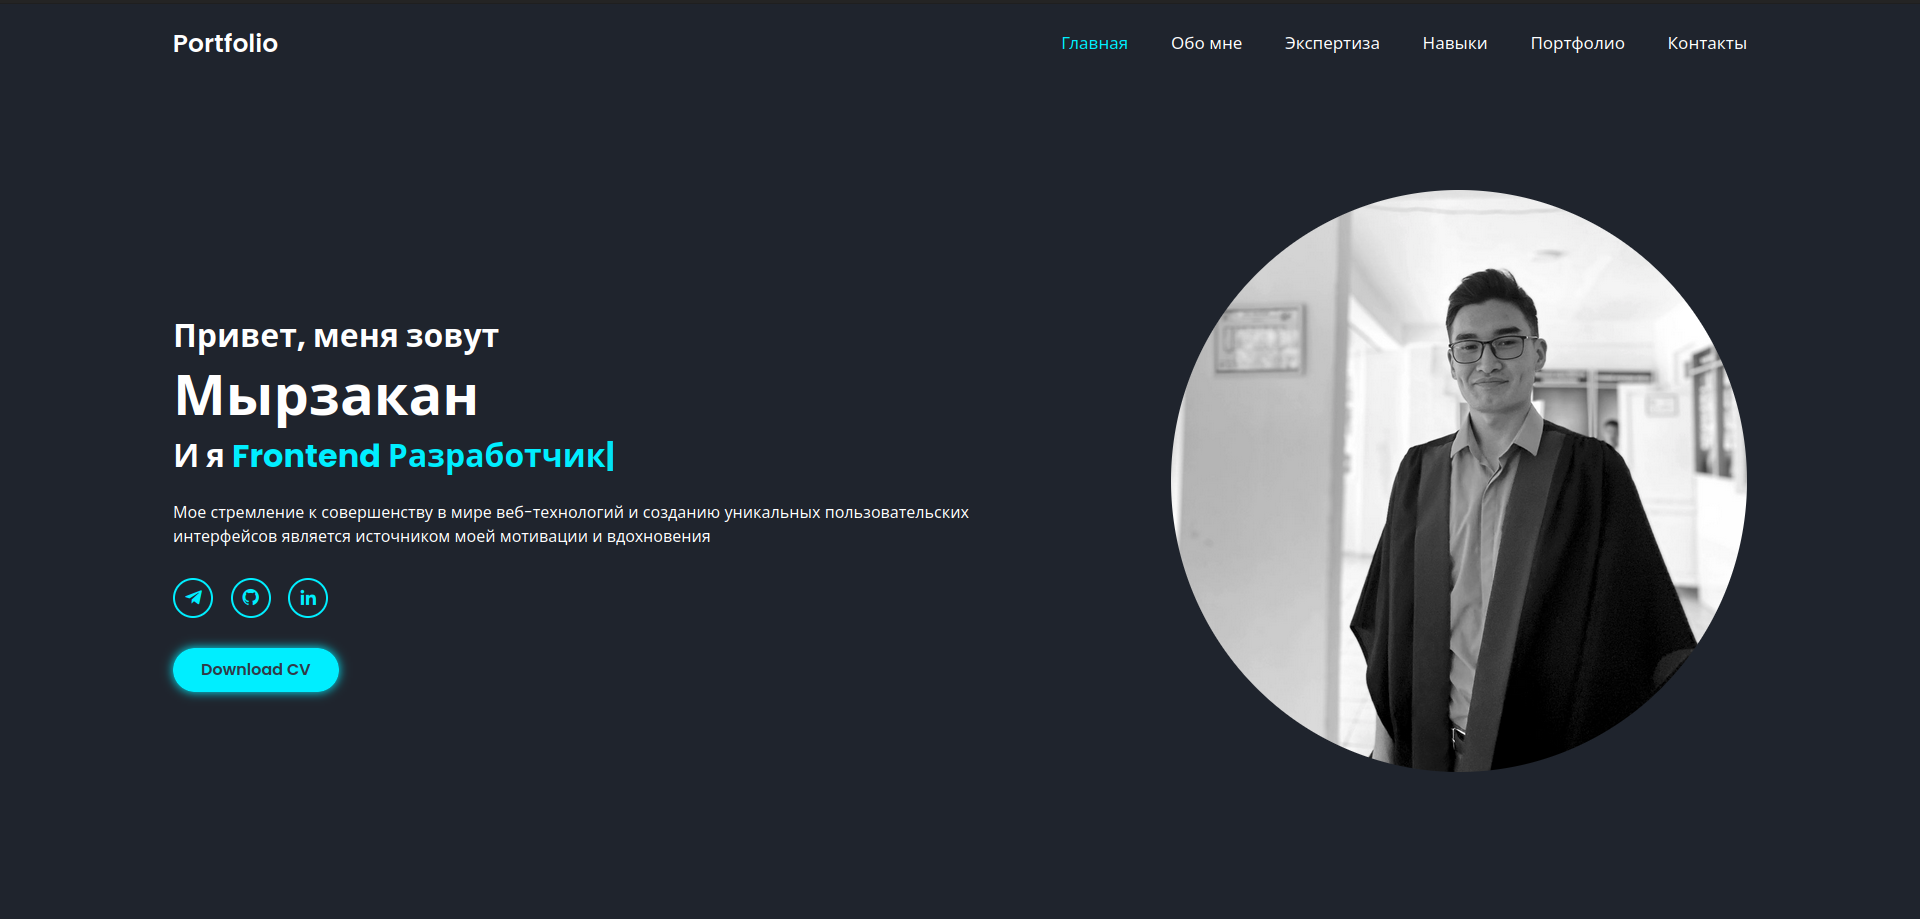 Portfolio
Главная Обо мне Экспертиза Навыки Портфолио Контакты
Привет, меня зовут
Мырзакан
И я Frontend Разработчик|
Мое стремление к совершенству в мире веб-технологий и созданию уникальных пользовательских
интерфейсов является источником моей мотивации и вдохновения
in
Download CV